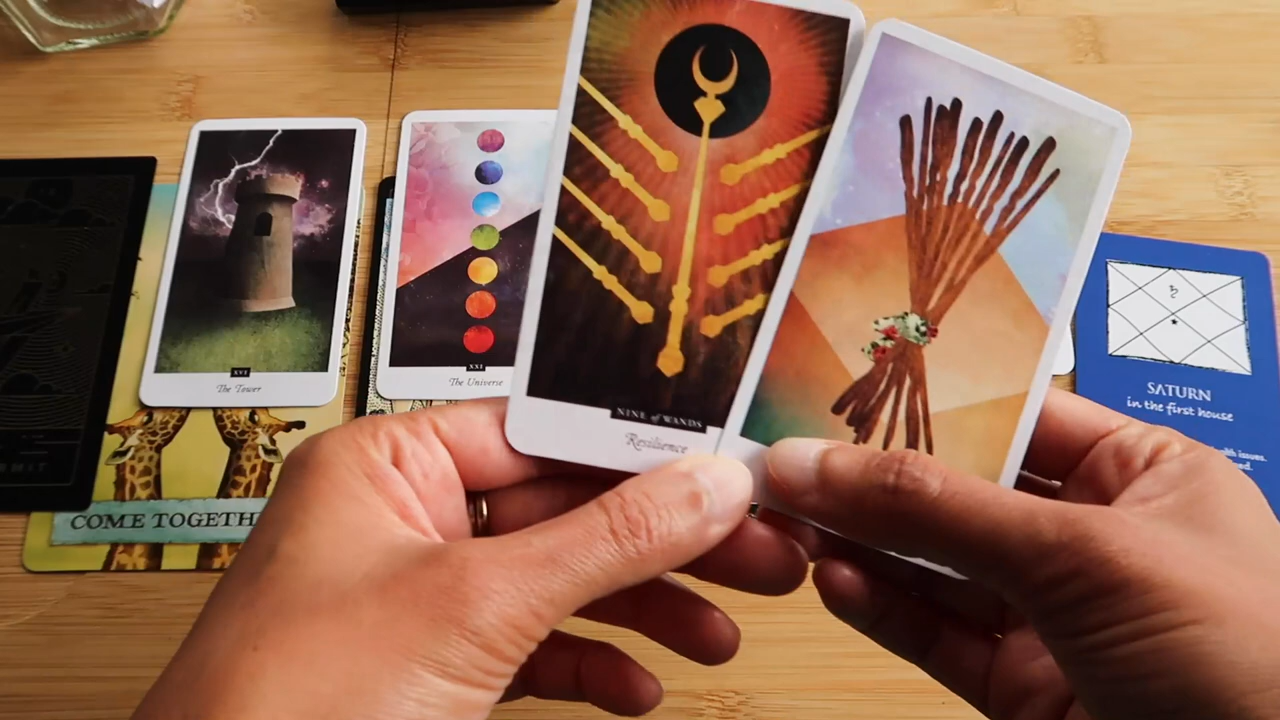 XVI
The Tower
XXI
The Universe
NINE of WANDS
Resilience
SATURN
in the first house
COME TOGETH